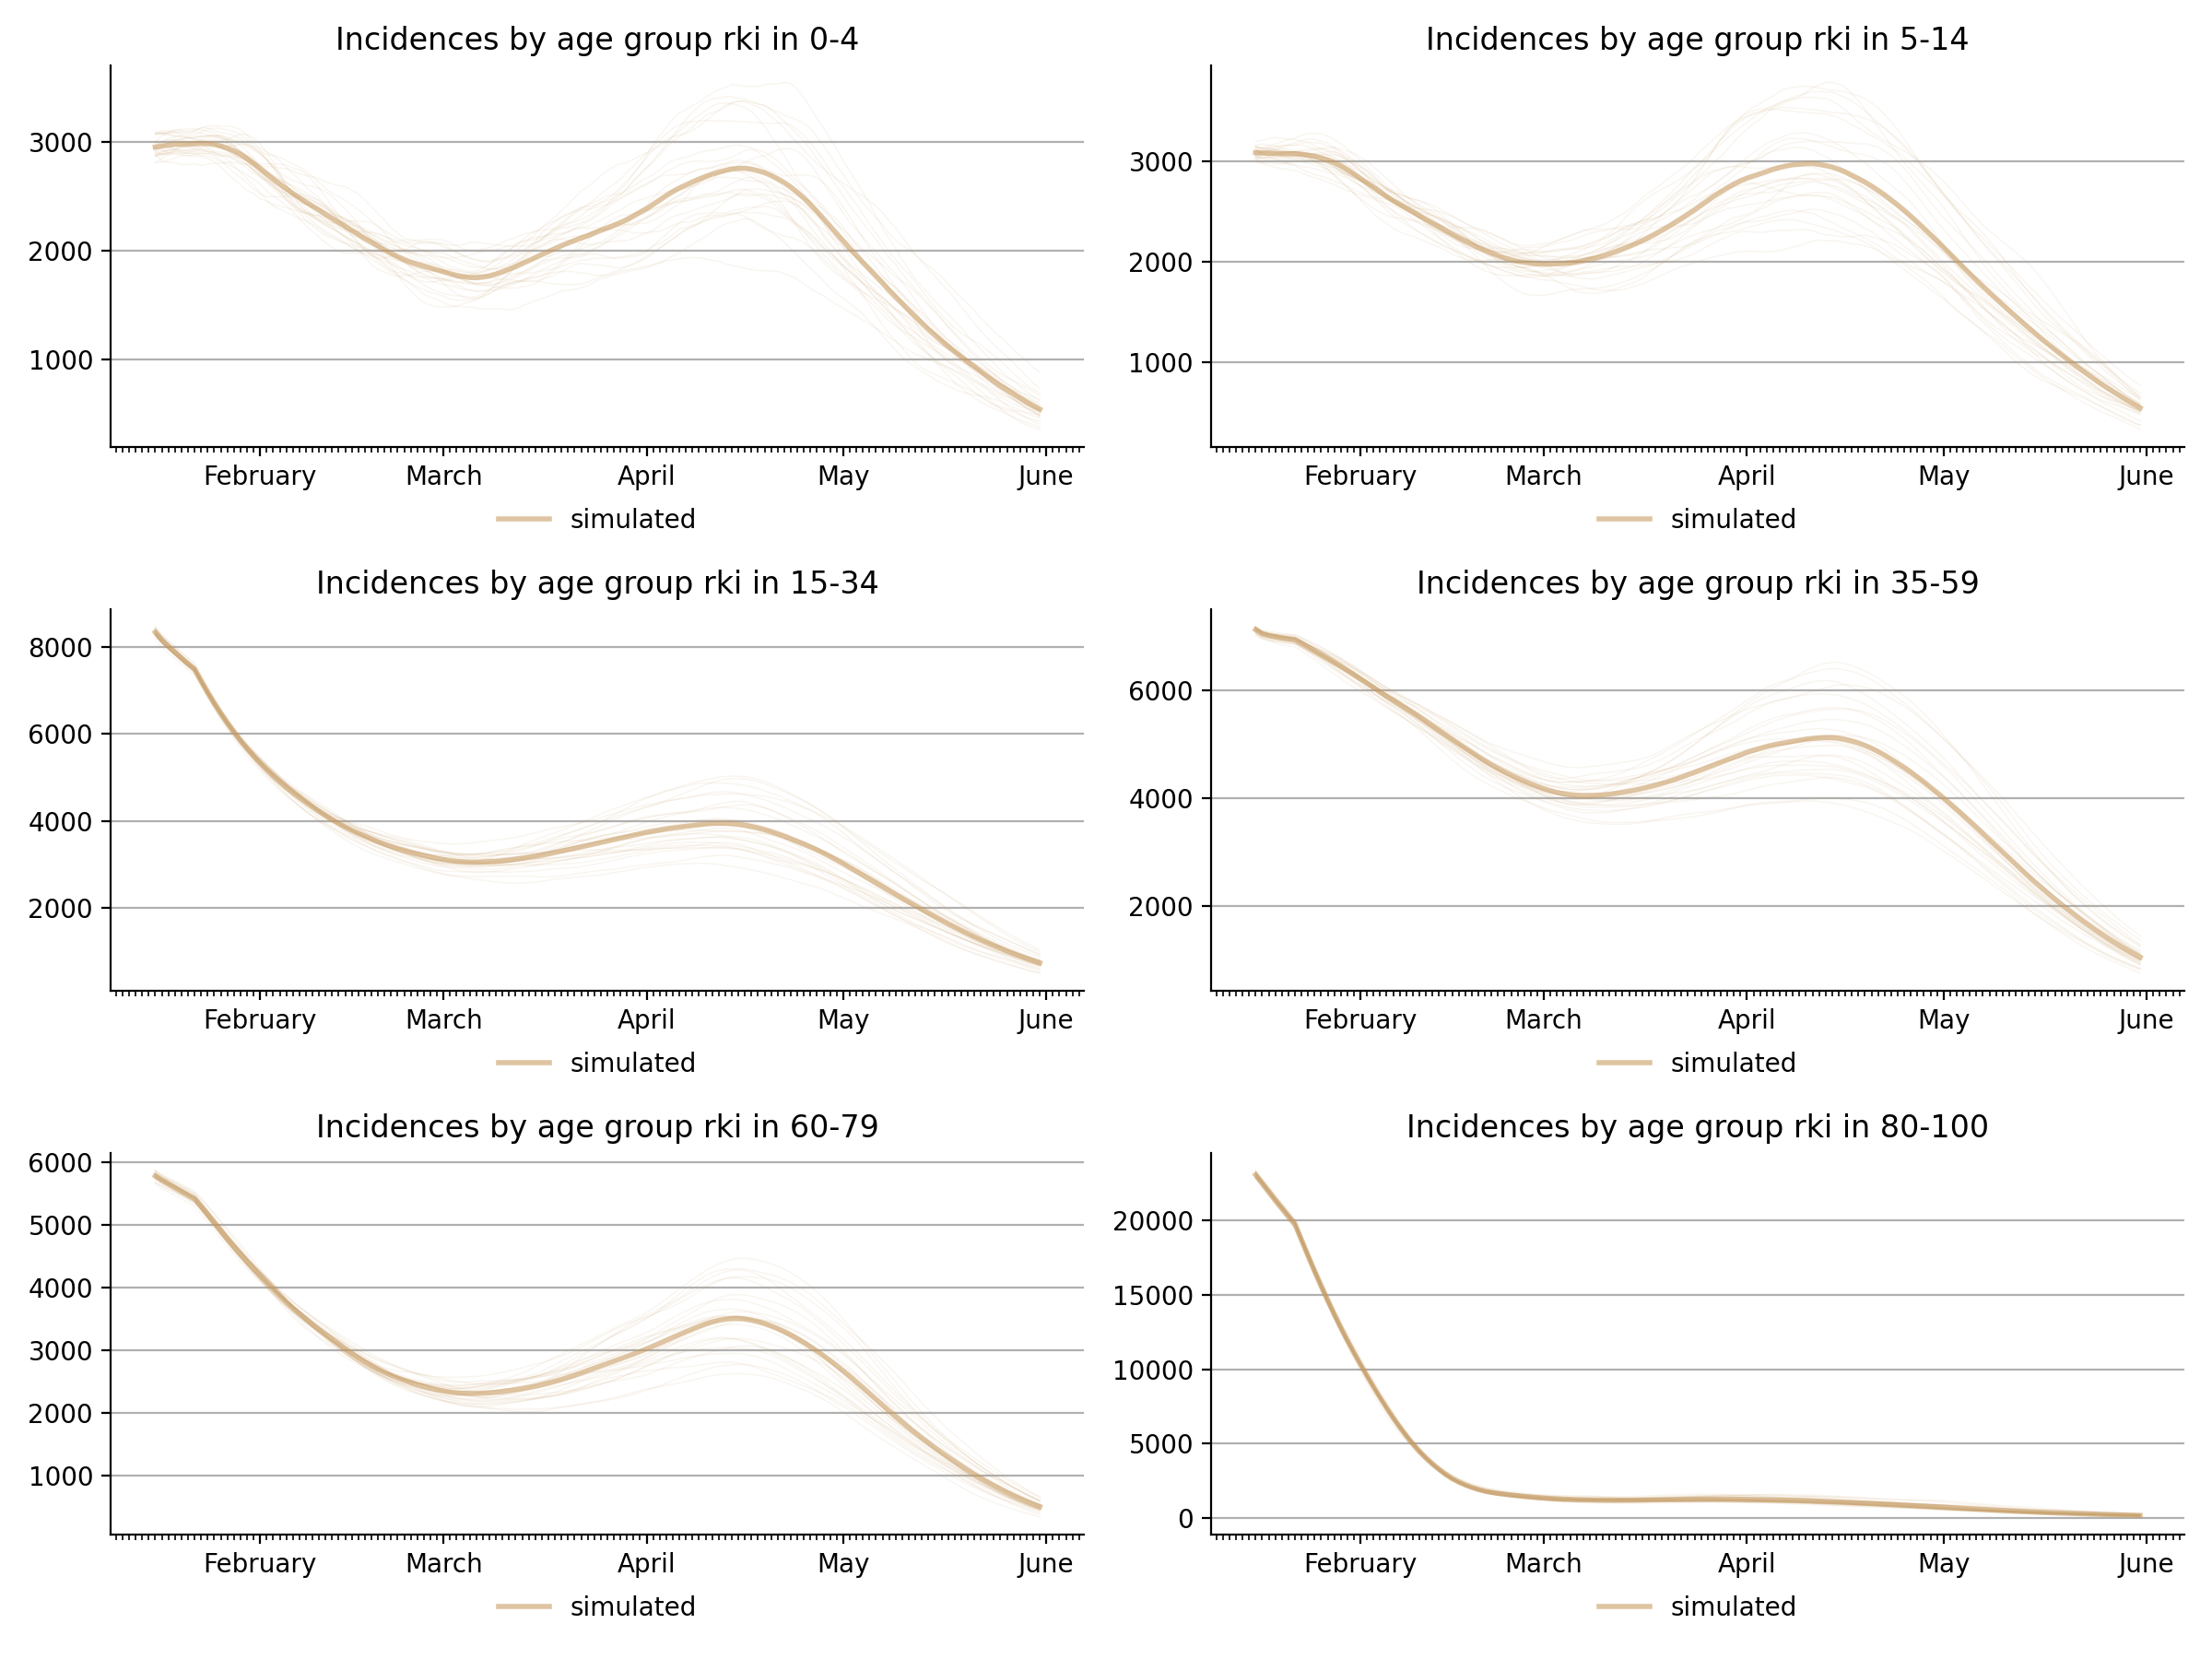 Incidences by age group rki in 0-4
3000
2000
1000
February March April May June
simulated
Incidences by age group rki in 5-14
3000
2000
1000
February March April May June
simulated
Incidences by age group rki in 15-34
8000
6000
4000
2000
February March April May June
simulated
Incidences by age group rki in 35-59
6000
4000
2000
February March April May June
simulated
Incidences by age group rki in 60-79
6000
5000
4000
3000
2000
1000
February March April May June
simulated
Incidences by age group rki in 80-100
20000
15000
10000
5000
0
February March April May June
simulated